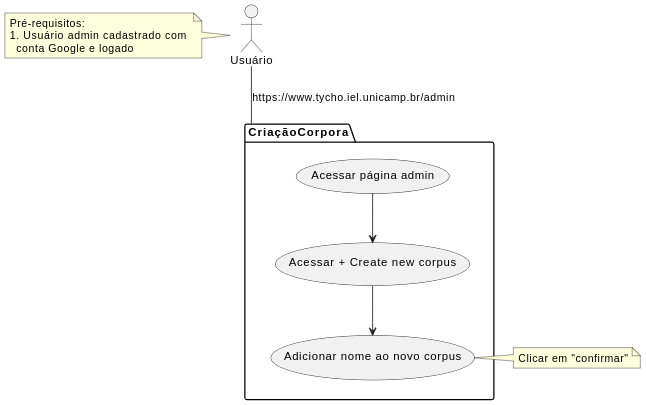 Pré-requisitos:
1. Usuário admin cadastrado com
conta Google e logado
Usuário
https://www.tycho.iel.unicamp.br/admin
CriaçãoCorpora
Acessar página admin
Acessar + Create new corpus
Adicionar nome ao novo corpus
Clicar em "confirmar"